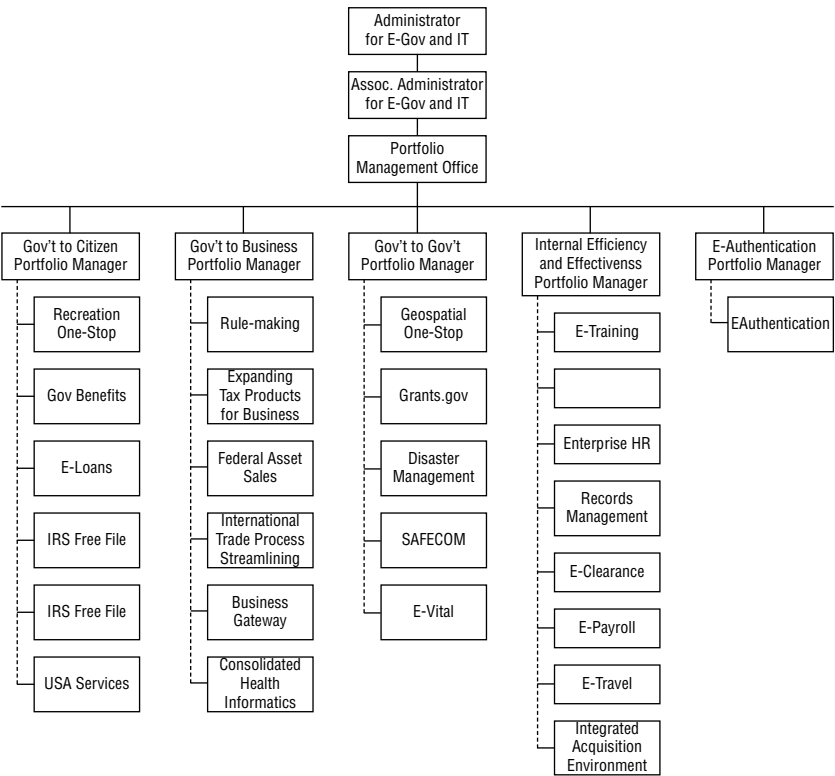 Administrator
for E-Gov and IT
Assoc. Administrator
for E-Gov and IT
Portfolio
Management Office
Gov't to Citizen
Portfolio Manager
Recreation
One-Stop
Gov Benefits
E-Loans
IRS Free File
IRS Free File
USA Services
Gov't to Business
Portfolio Manager
Rule-making
Expanding
Tax Products
for Business
Federal Asset
Sales
International
Trade Process
Streamlining
Business
Gateway
Consolidated
Health
Informatics
Gov't to Gov't
Portfolio Manager
Geospatial
One-Stop
Grants.gov
Disaster
Management
SAFECOM
E-Vital
Internal Efficiency
and Effectivenss
Portfolio Manager
E-Training
Enterprise HR
Records
Management
E-Clearance
E-Payroll
E-Travel
Integrated
Acquisition
Environment
E-Authentication
Portfolio Manager
EAuthentication